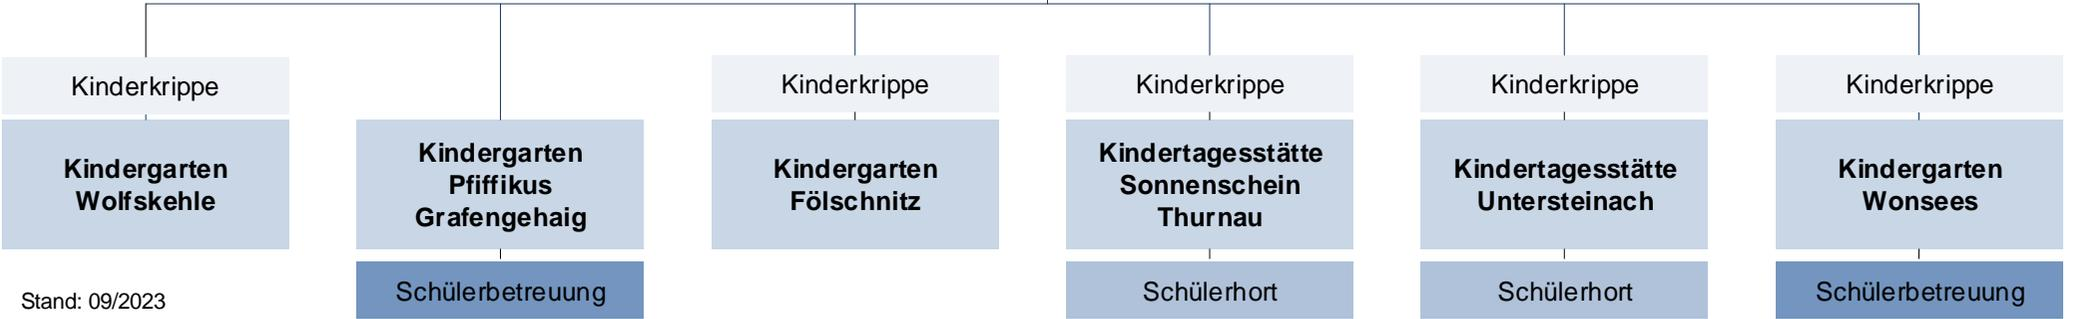 Kinderkrippe
Kindergarten
Wolfskehle
Kindergarten
Pfiffikus
Grafengehaig
Schülerbetreuung
Kinderkrippe
Kindergarten
Fölschnitz
Kinderkrippe
Kindertagesstätte
Sonnenschein
Thurnau
Schülerhort
Kinderkrippe
Kindertagesstätte
Untersteinach
Schülerhort
Kinderkrippe
Kindergarten
Wonsees
Schülerbetreuung
Stand: 09/2023